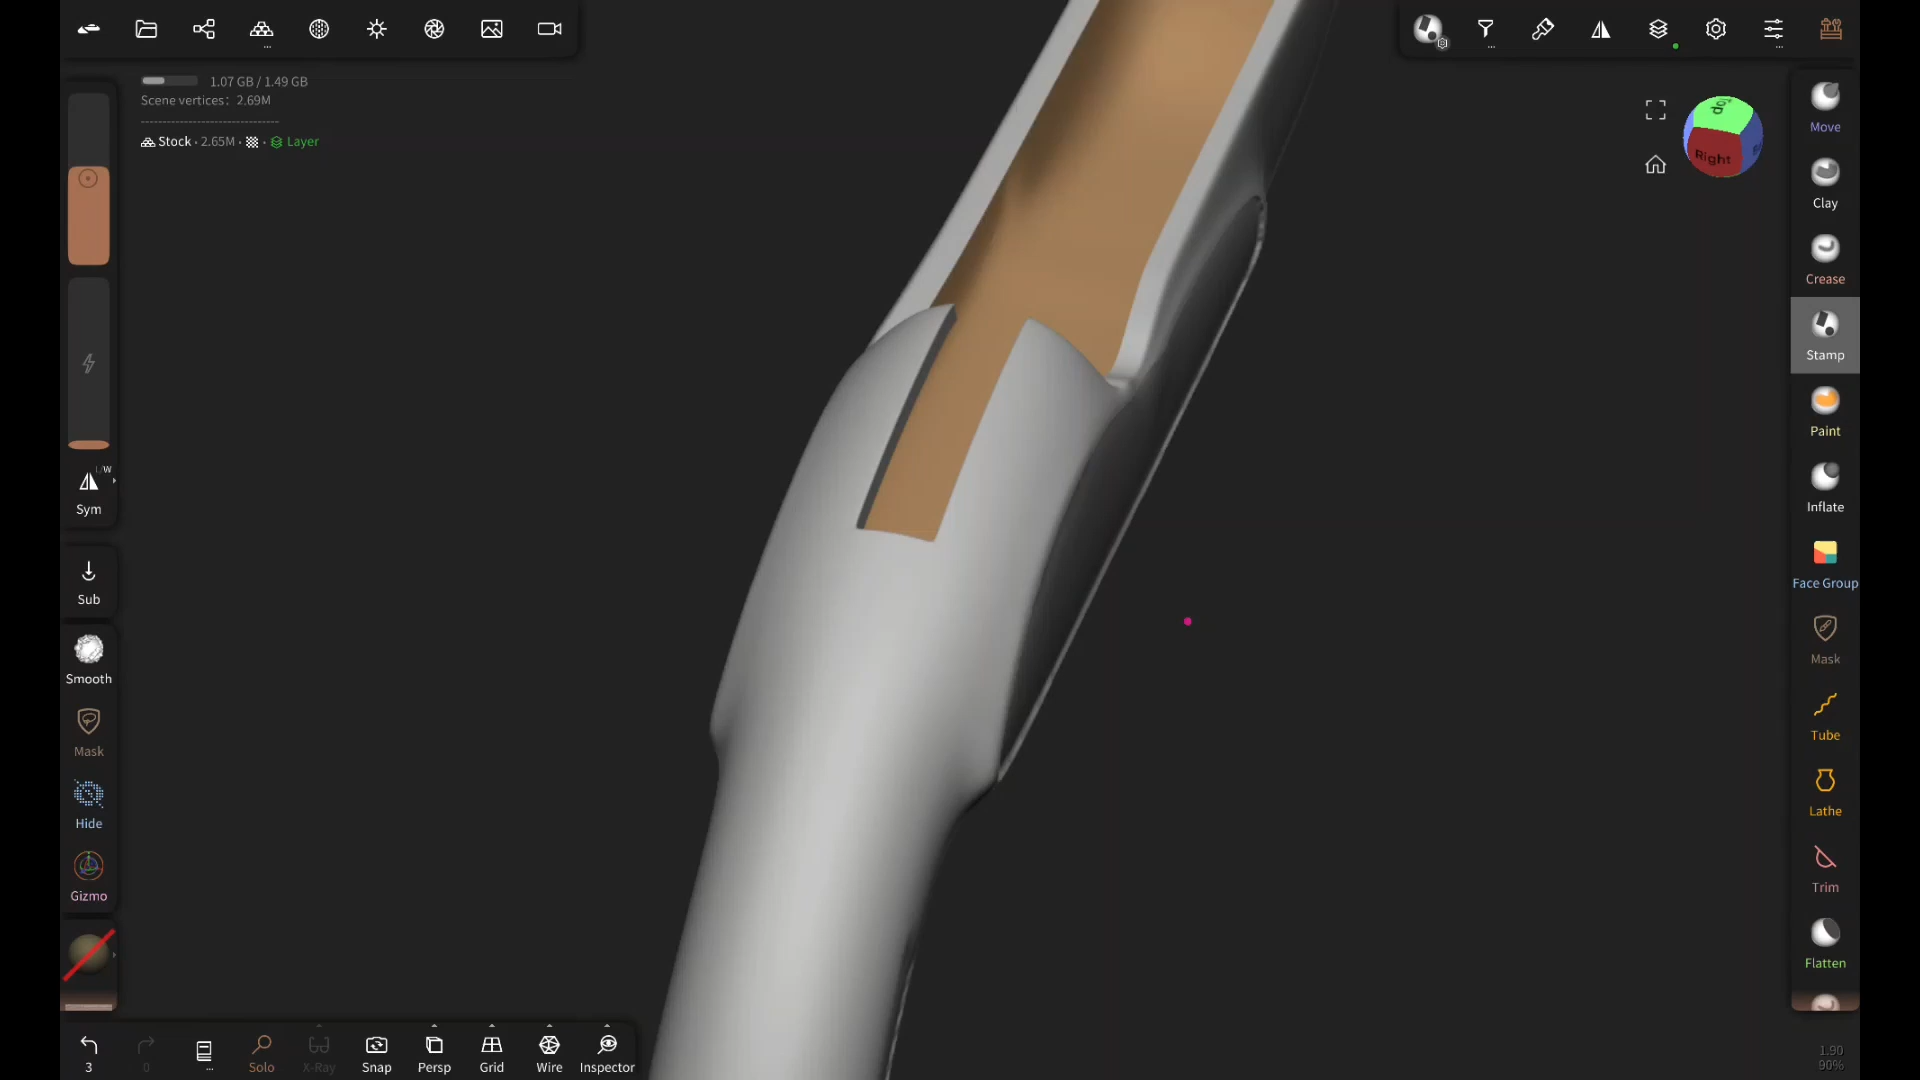 1.07 GB / 1.49 GB
Scene vertices: 2.69M
Stock · 2.65M · · Layer
Top
Right
Move
Clay
Crease
Stamp
Paint
Inflate
Face Group
Mask
Tube
Lathe
Trim
Flatten
L/W
Sym
Sub
Smooth
Mask
Hide
Gizmo
3
0
Solo
X-Ray
Snap
Persp
Grid
Wire
Inspector
1.90
90%